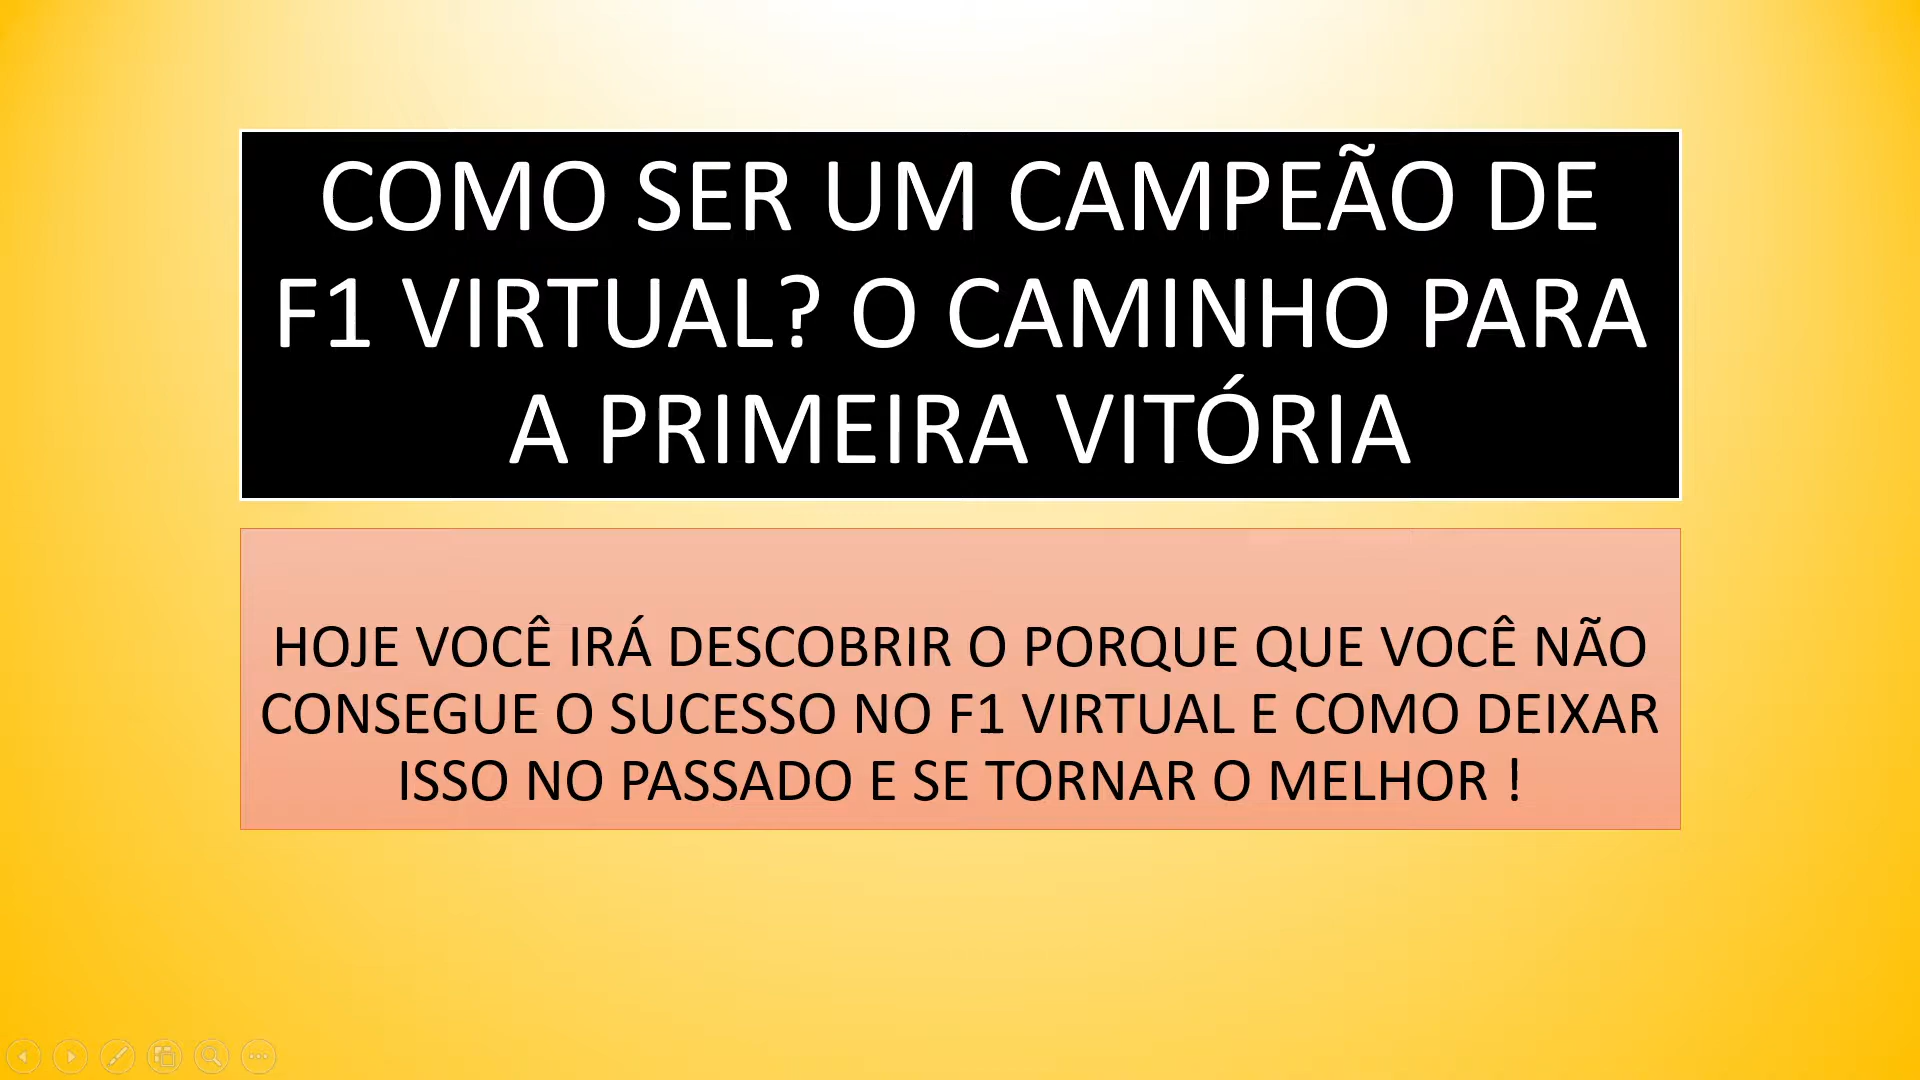 COMO SER UM CAMPEÃO DE
F1 VIRTUAL? O CAMINHO PARA
A PRIMEIRA VITÓRIA
HOJE VOCÊ IRÁ DESCOBRIR O PORQUE QUE VOCÊ NÃO
CONSEGUE O SUCESSO NO F1 VIRTUAL E COMO DEIXAR
ISSO NO PASSADO E SE TORNAR O MELHOR !